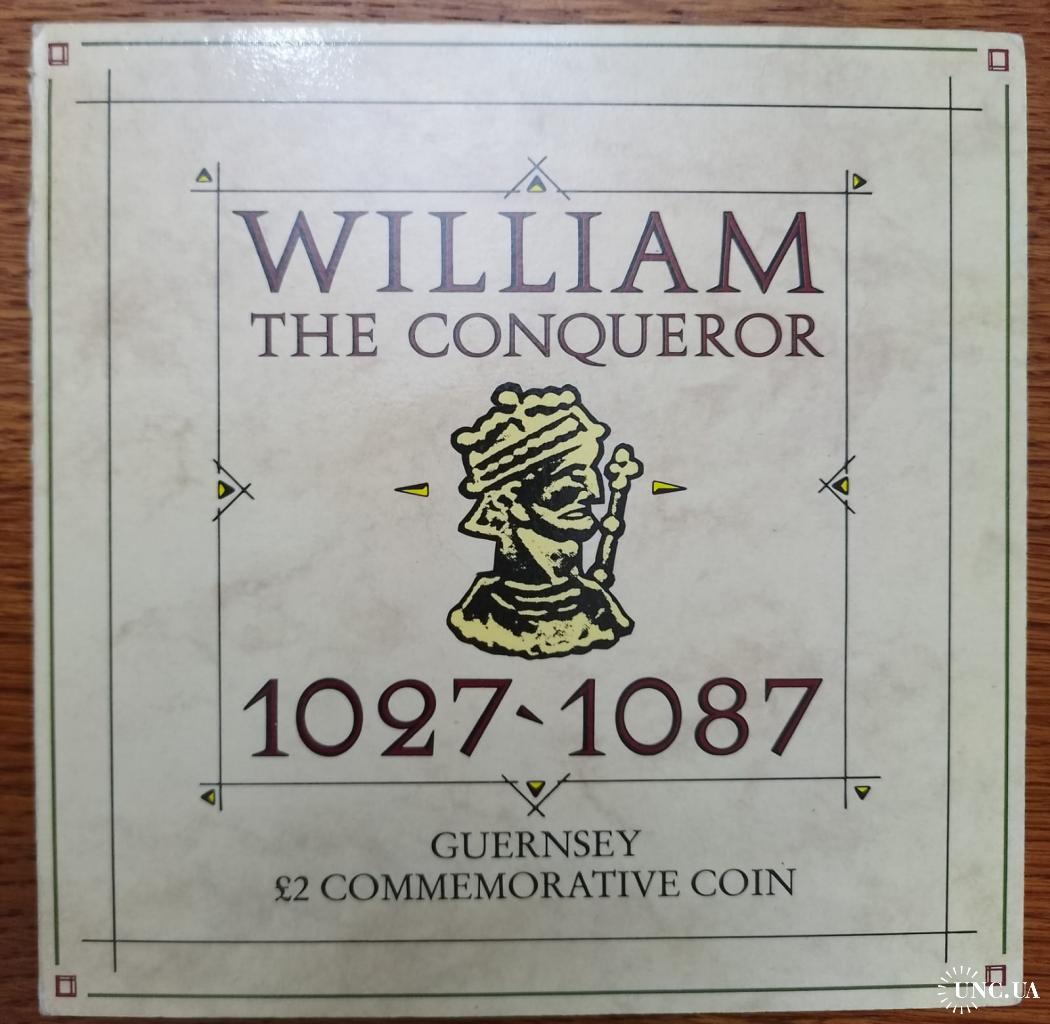 WILLIAM
THE CONQUEROR
1027-1087
GUERNSEY
£2 COMMEMORATIVE COIN
UNC.UA